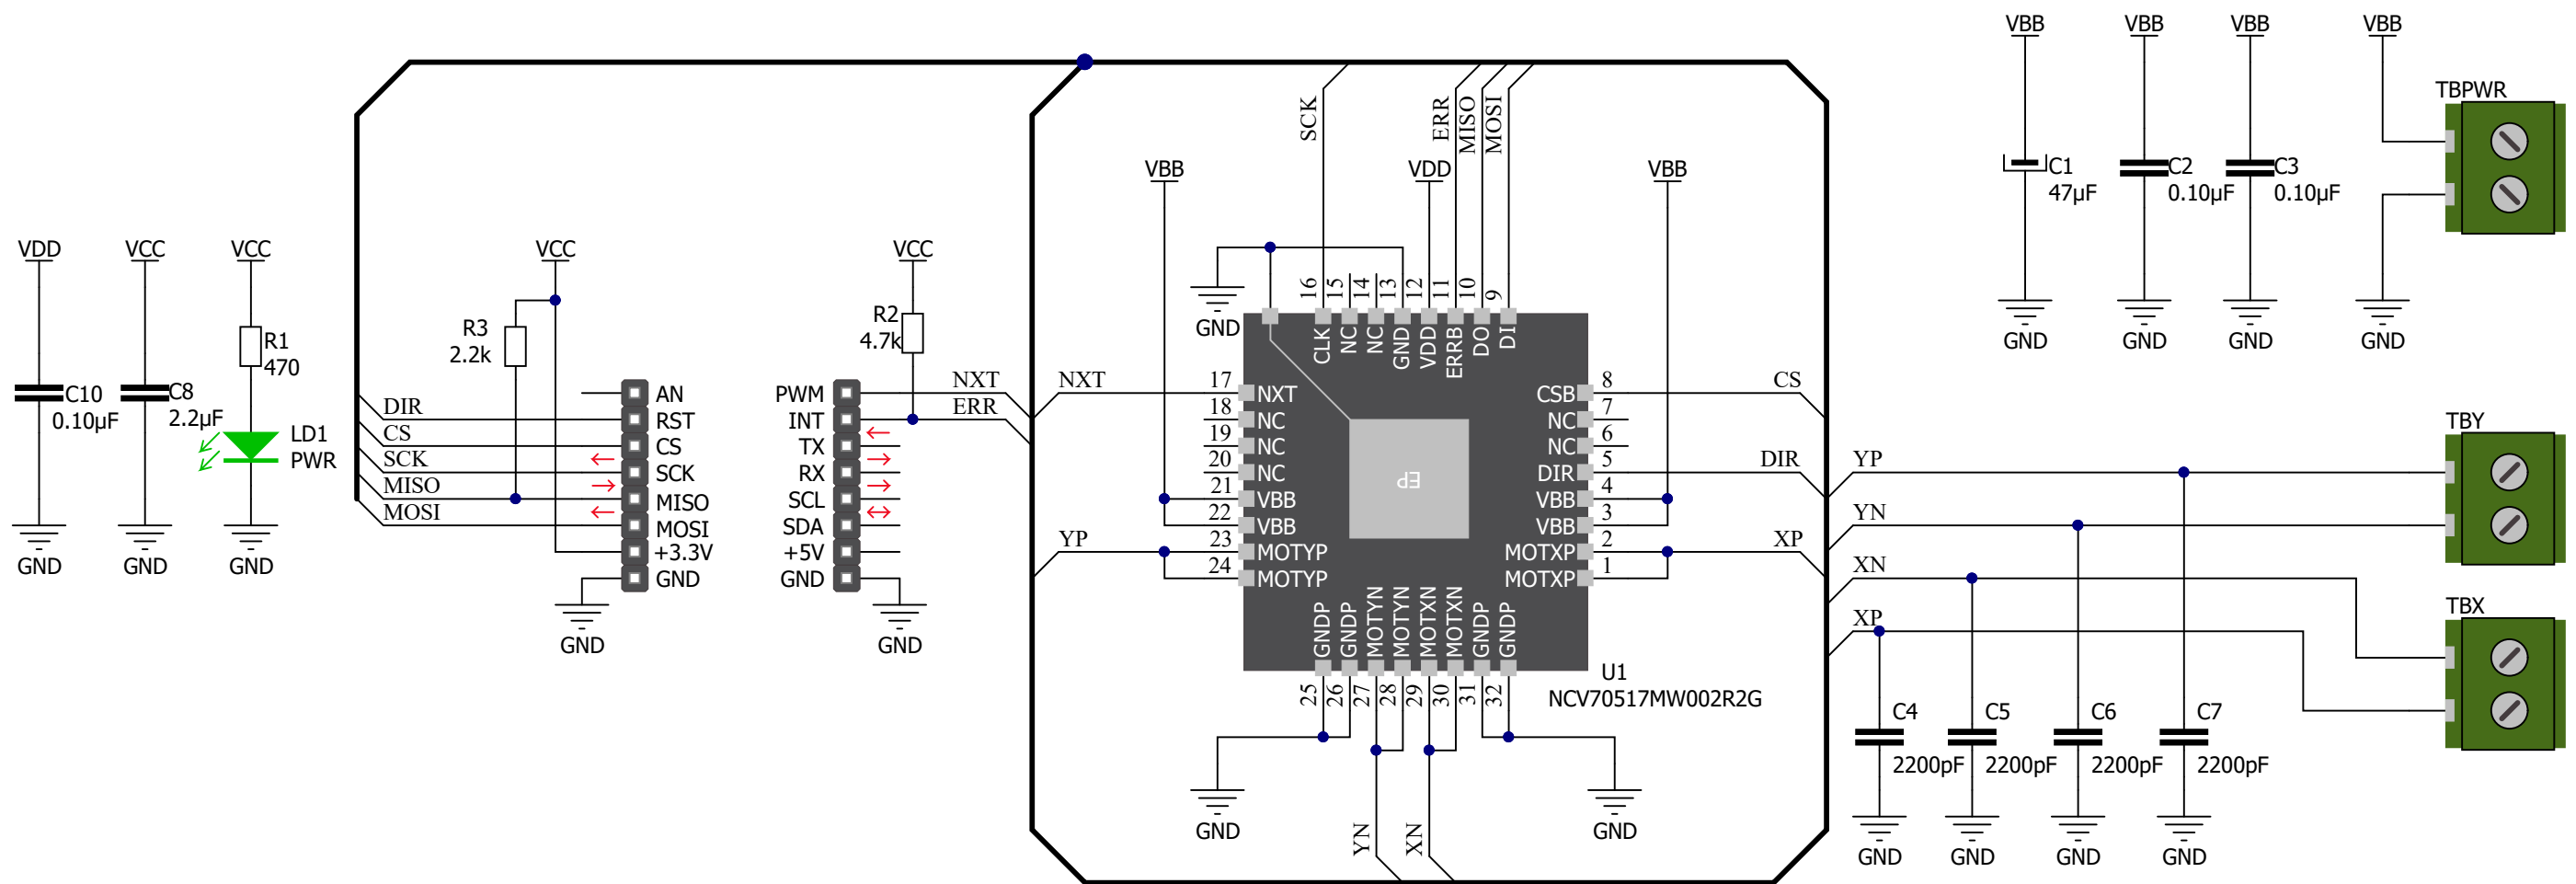 VDD
C10
0.10µF
GND
VCC
C8
2.2µF
GND
VCC
R1
470
LD1
PWR
GND
VCC
R3
2.2k
DIR
CS
SCK
MISO
MOSI
AN
RST
CS
SCK
MISO
MOSI
+3.3V
GND
GND
VCC
R2
4.7k
PWM
INT
TX
RX
SCL
SDA
+5V
GND
GND
NXT
ERR
NXT
YP
VBB
SCK
ERR
MISO
MOSI
VDD
VBB
GND
16
15
14
13
12
11
10
9
CLK
NC
NC
GND
VDD
ERRB
DO
DI
17
18
19
20
21
22
23
24
NXT
NC
NC
NC
VBB
VBB
MOTYP
MOTYP
EP
CSB
NC
NC
DIR
VBB
VBB
MOTXP
MOTXP
8
7
6
5
4
3
2
1
CS
DIR
XP
GNDP
GNDP
MOTYN
MOTYN
MOTXN
MOTXN
GNDP
GNDP
25
26
27
28
29
30
31
32
U1
NCV70517MW002R2G
GND
YN
XN
GND
VBB
C1
47µF
GND
VBB
C2
0.10µF
GND
VBB
C3
0.10µF
GND
VBB
TBPWR
GND
YP
YN
XN
XP
TBY
TBX
C4
2200pF
GND
C5
2200pF
GND
C6
2200pF
GND
C7
2200pF
GND